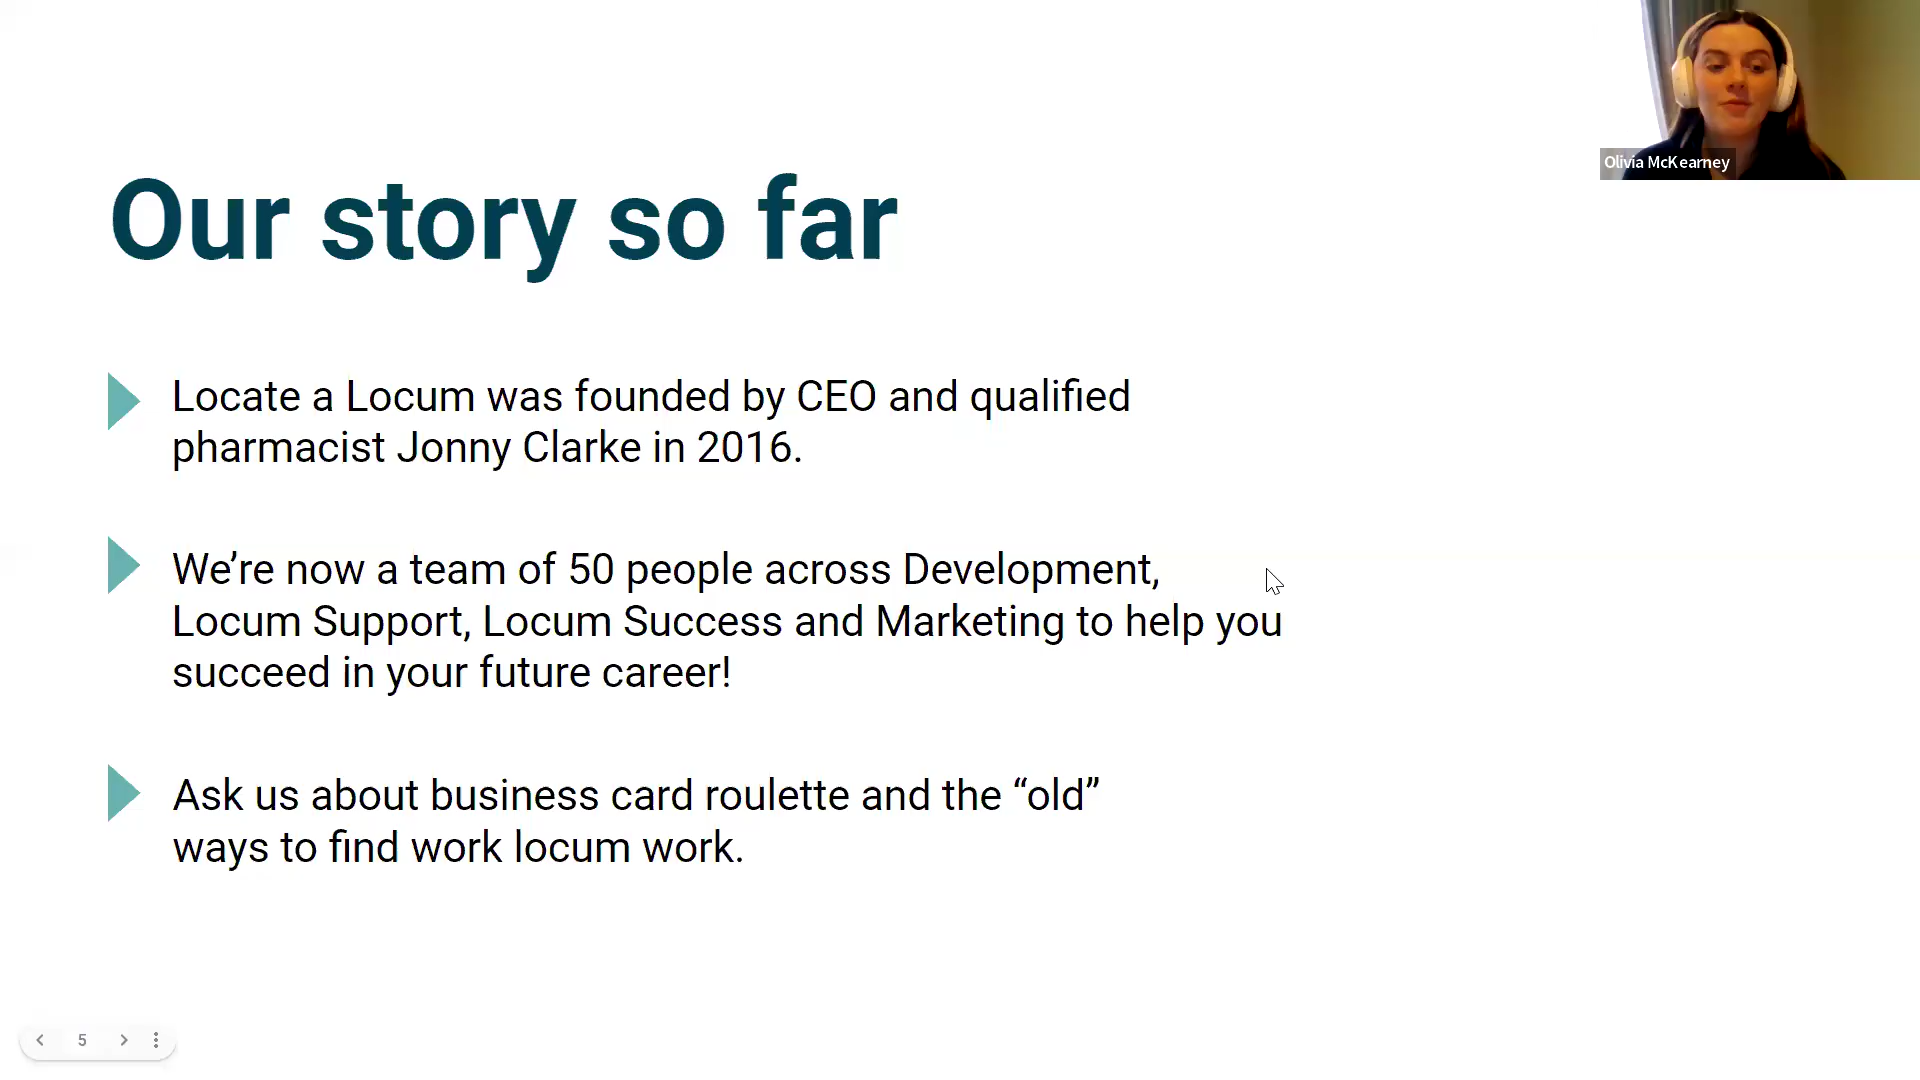 Olivia McKearney
Our story so far
Locate a Locum was founded by CEO and qualified
pharmacist Jonny Clarke in 2016.
We’re now a team of 50 people across Development,
Locum Support, Locum Success and Marketing to help you
succeed in your future career!
Ask us about business card roulette and the “old”
ways to find work locum work.
5